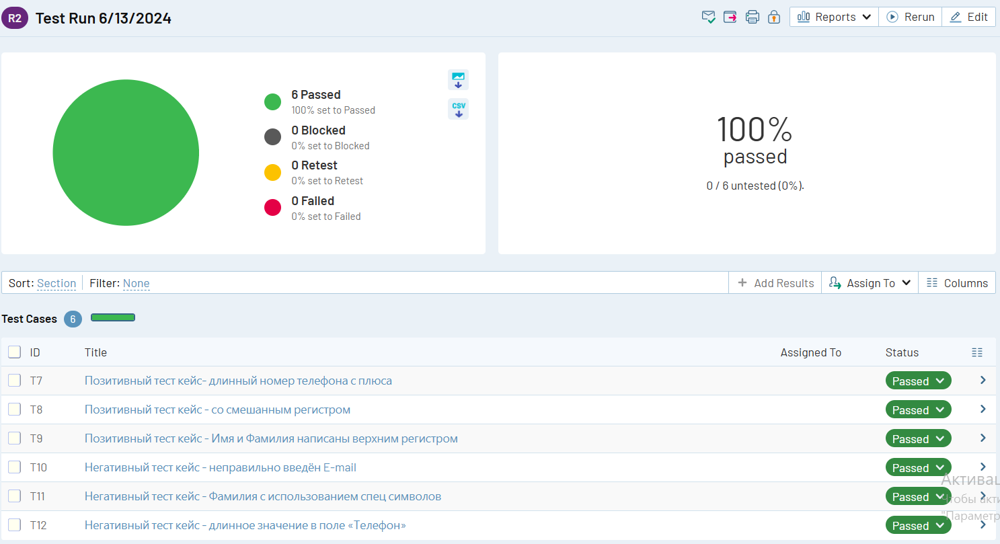 R2 Test Run 6/13/2024 Reports Rerun Edit
6 Passed
100% set to Passed
0 Blocked
0% set to Blocked
0 Retest
0% set to Retest
0 Failed
0% set to Failed
CSV
100%
passed
0 / 6 untested (0%).
Sort: Section Filter: None + Add Results Assign To Columns
Test Cases 6
ID Title Assigned To Status
T7 Позитивный тест кейс- длинный номер телефона с плюса Passed
T8 Позитивный тест кейс - со смешанным регистром Passed
T9 Позитивный тест кейс - Имя и Фамилия написаны верхним регистром Passed
T10 Негативный тест кейс - неправильно введён E-mail Passed
T11 Негативный тест кейс - Фамилия с использованием спец символов Passed
T12 Негативный тест кейс - длинное значение в поле «Телефон» Passed
Активац
Чтобы акти
"Параметр